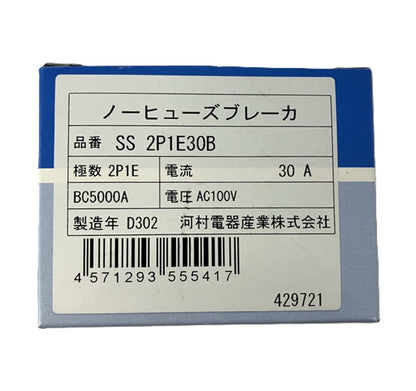 ノーヒューズブレーカ
品番 SS 2P1E30B
極数 2P1E 電流 30 A
BC5000A 電圧 AC100V
製造年 D302 河村電器産業株式会社
4571293 555417
429721